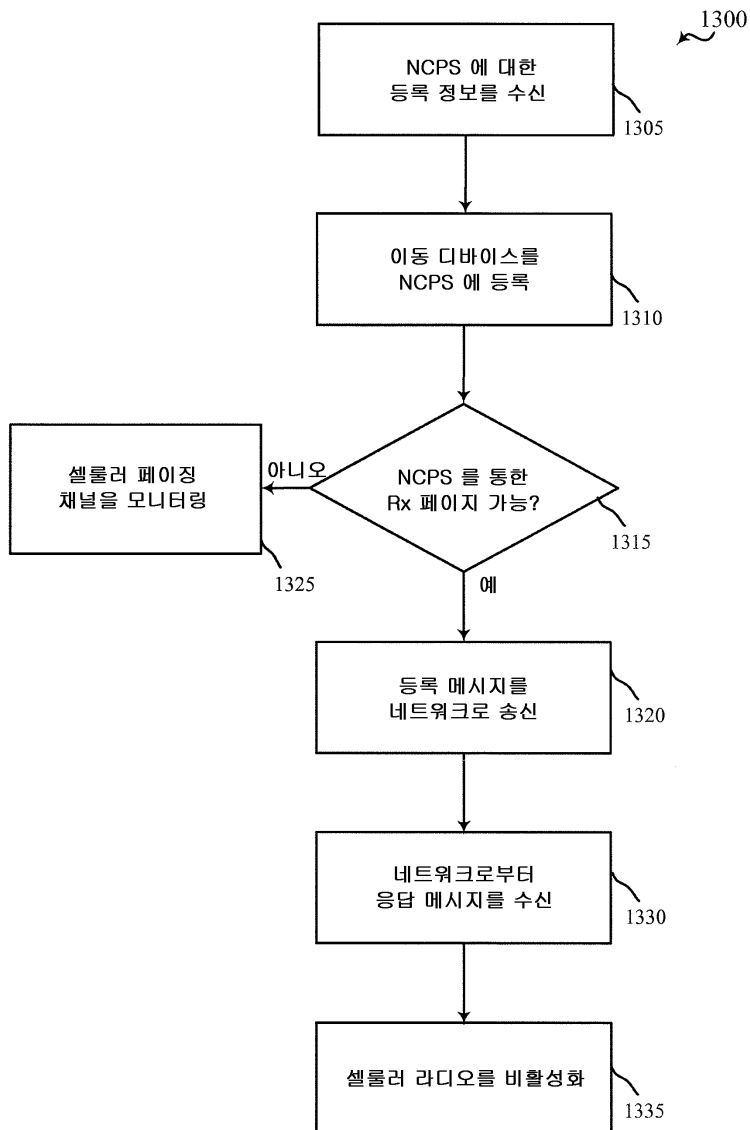 1300
NCPS 에 대한
등록 정보를 수신
1305
이동 디바이스를
NCPS 에 등록
1310
NCPS 를 통한
Rx 페이지 가능?
1315
아니오
셀룰러 페이징
채널을 모니터링
1325
예
등록 메시지를
네트워크로 송신
1320
네트워크로부터
응답 메시지를 수신
1330
셀룰러 라디오를 비활성화
1335